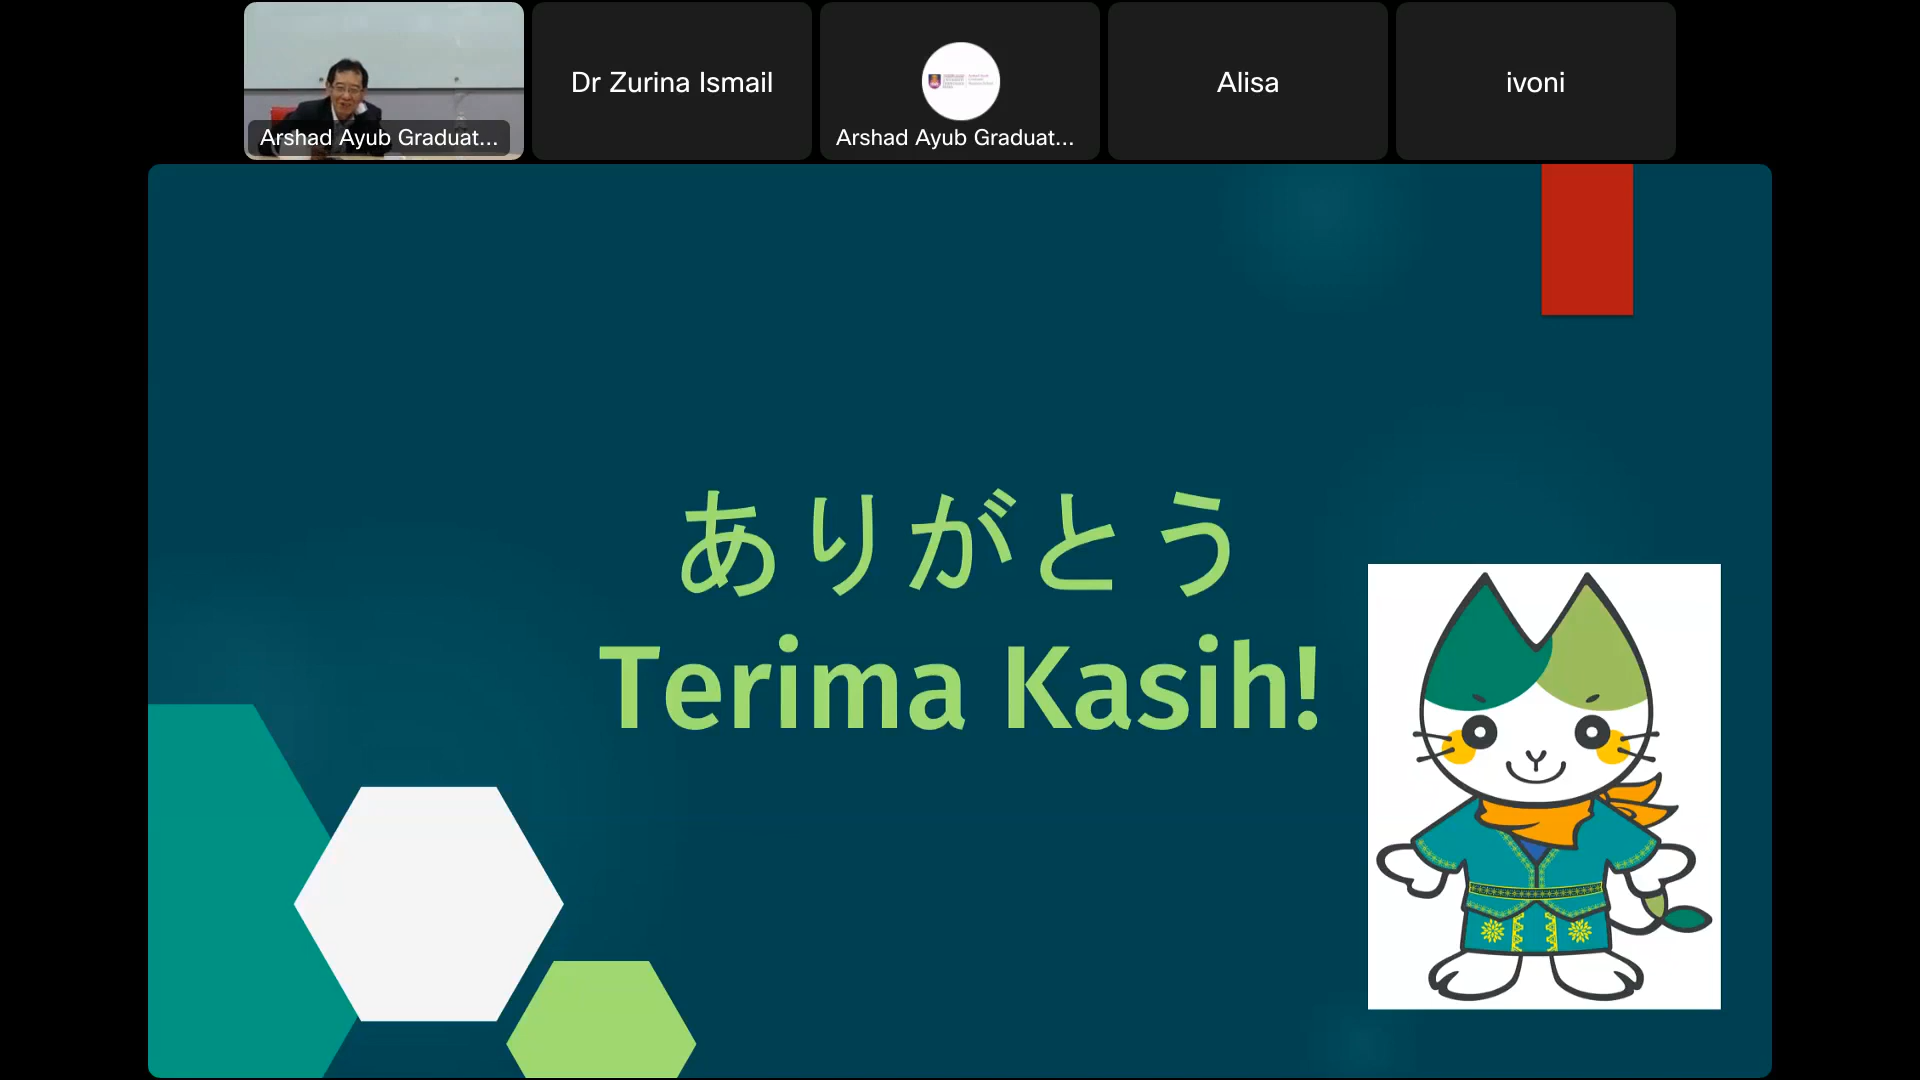 Arshad Ayub Graduat...
Dr Zurina Ismail
Arshad Ayub Graduat...
Alisa
ivoni
ありがとう
Terima Kasih!